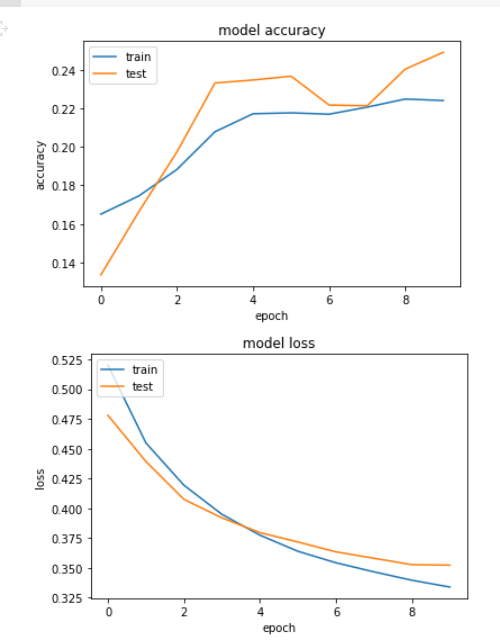 model accuracy
train
test
0.24
0.22
0.20
0.18
0.16
0.14
accuracy
0 2 4 6 8
epoch
model loss
train
test
0.525
0.500
0.475
0.450
0.425
0.400
0.375
0.350
0.325
loss
0 2 4 6 8
epoch